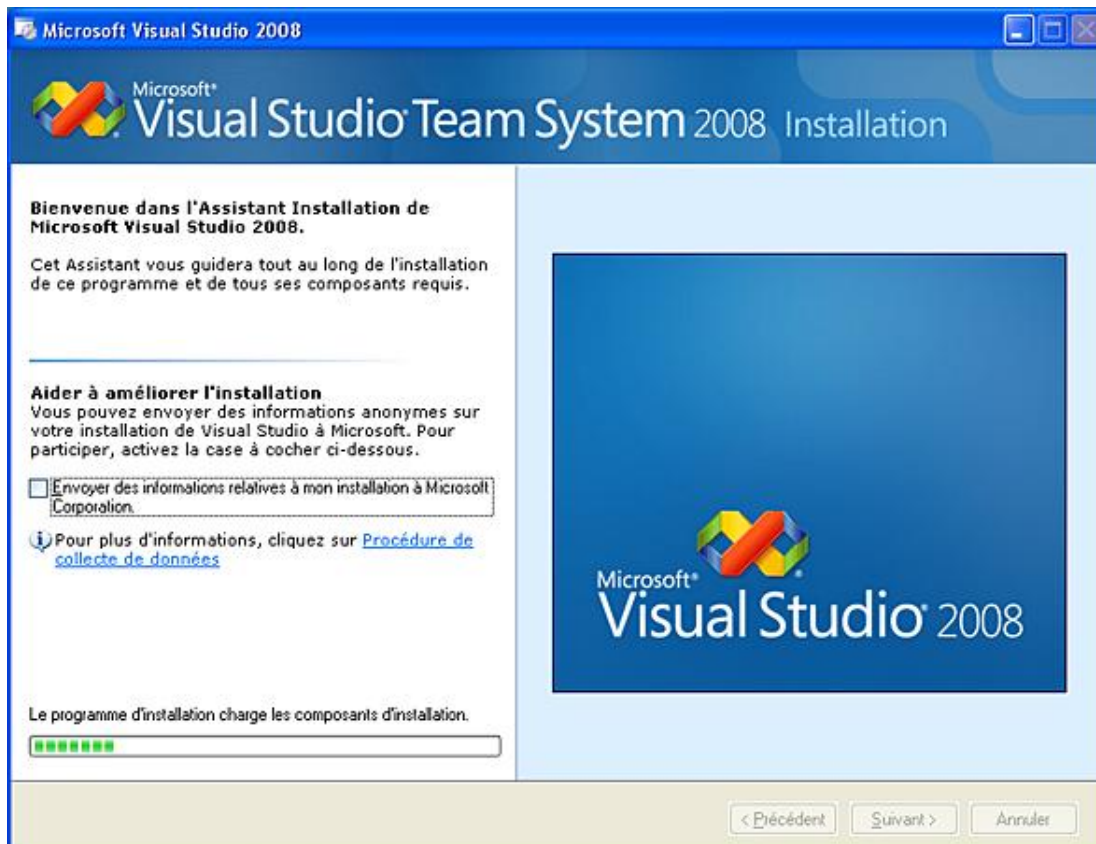 Microsoft Visual Studio 2008
Microsoft®
Visual Studio Team System 2008 Installation
Bienvenue dans l'Assistant Installation de
Microsoft Visual Studio 2008.
Cet Assistant vous guidera tout au long de l'installation
de ce programme et de tous ses composants requis.
Aider à améliorer l'installation
Vous pouvez envoyer des informations anonymes sur
votre installation de Visual Studio à Microsoft. Pour
participer, activez la case à cocher ci-dessous.
Envoyer des informations relatives à mon installation à Microsoft
Corporation.
Pour plus d'informations, cliquez sur Procédure de
collecte de données
Microsoft®
Visual Studio 2008
Le programme d'installation charge les composants d'installation.
< Précédent
Suivant >
Annuler